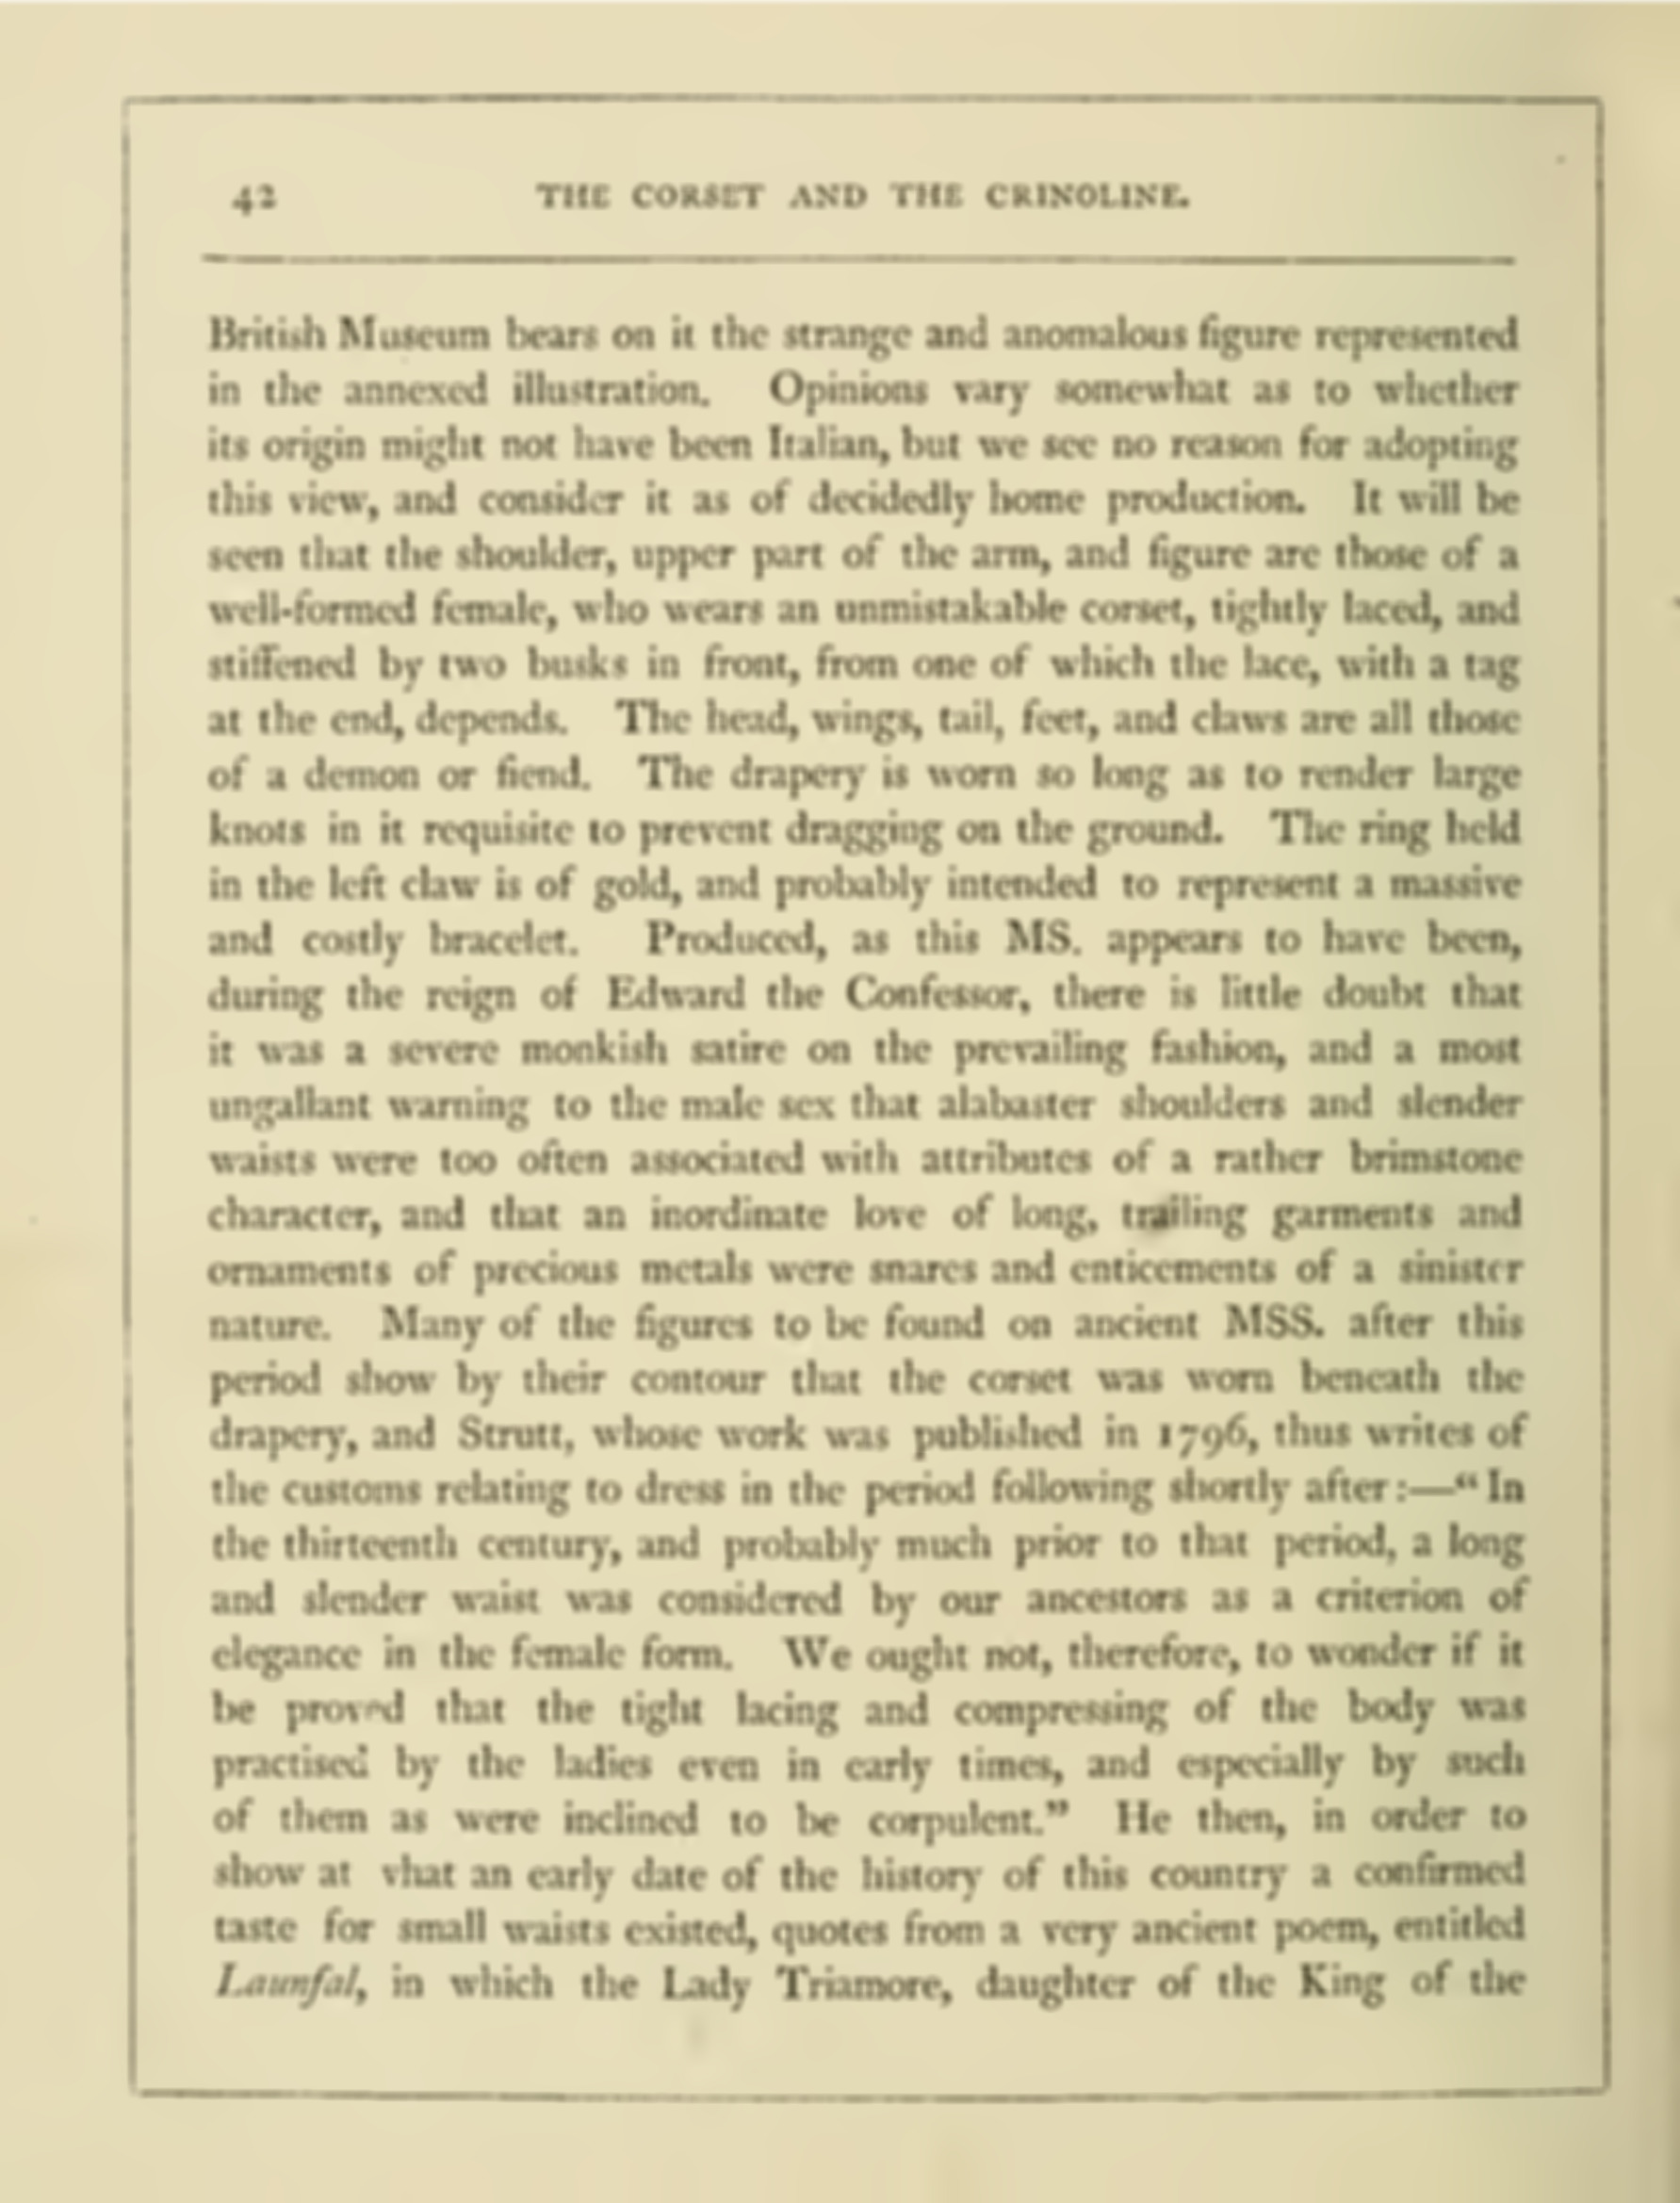 42 THE CORSET AND THE CRINOLINE.
British Museum bears on it the strange and anomalous figure represented
in the annexed illustration. Opinions vary somewhat as to whether
its origin might not have been Italian, but we see no reason for adopting
this view, and consider it as of decidedly home production. It will be
seen that the shoulder, upper part of the arm, and figure are those of a
well-formed female, who wears an unmistakable corset, tightly laced, and
stiffened by two busks in front, from one of which the lace, with a tag
at the end, depends. The head, wings, tail, feet, and claws are all those
of a demon or fiend. The drapery is worn so long as to render large
knots in it requisite to prevent dragging on the ground. The ring held
in the left claw is of gold, and probably intended to represent a massive
and costly bracelet. Produced, as this MS. appears to have been,
during the reign of Edward the Confessor, there is little doubt that
it was a severe monkish satire on the prevailing fashion, and a most
ungallant warning to the male sex that alabaster shoulders and slender
waists were too often associated with attributes of a rather brimstone
character, and that an inordinate love of long, trailing garments and
ornaments of precious metals were snares and enticements of a sinister
nature. Many of the figures to be found on ancient MSS. after this
period show by their contour that the corset was worn beneath the
drapery, and Strutt, whose work was published in 1796, thus writes of
the customs relating to dress in the period following shortly after:—“In
the thirteenth century, and probably much prior to that period, a long
and slender waist was considered by our ancestors as a criterion of
elegance in the female form. We ought not, therefore, to wonder if it
be proved that the tight lacing and compressing of the body was
practised by the ladies even in early times, and especially by such
of them as were inclined to be corpulent.” He then, in order to
show at vhat an early date of the history of this country a confirmed
taste for small waists existed, quotes from a very ancient poem, entitled
Launfal, in which the Lady Triamore, daughter of the King of the